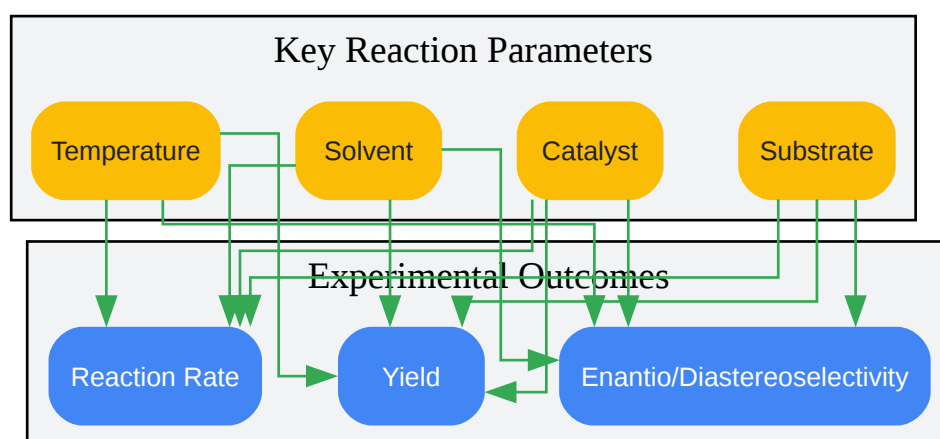 Key Reaction Parameters
Temperature
Solvent
Catalyst
Substrate
Experimental Outcomes
Reaction Rate
Yield
Enantio/Diastereoselectivity